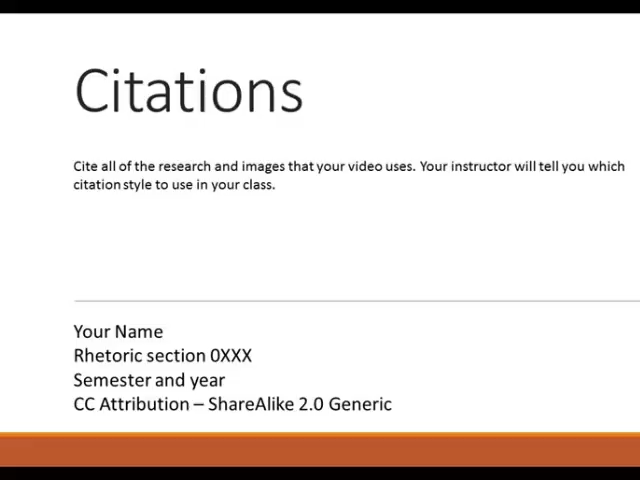 Citations
Cite all of the research and images that your video uses. Your instructor will tell you which
citation style to use in your class.
Your Name
Rhetoric section 0XXX
Semester and year
CC Attribution – ShareAlike 2.0 Generic